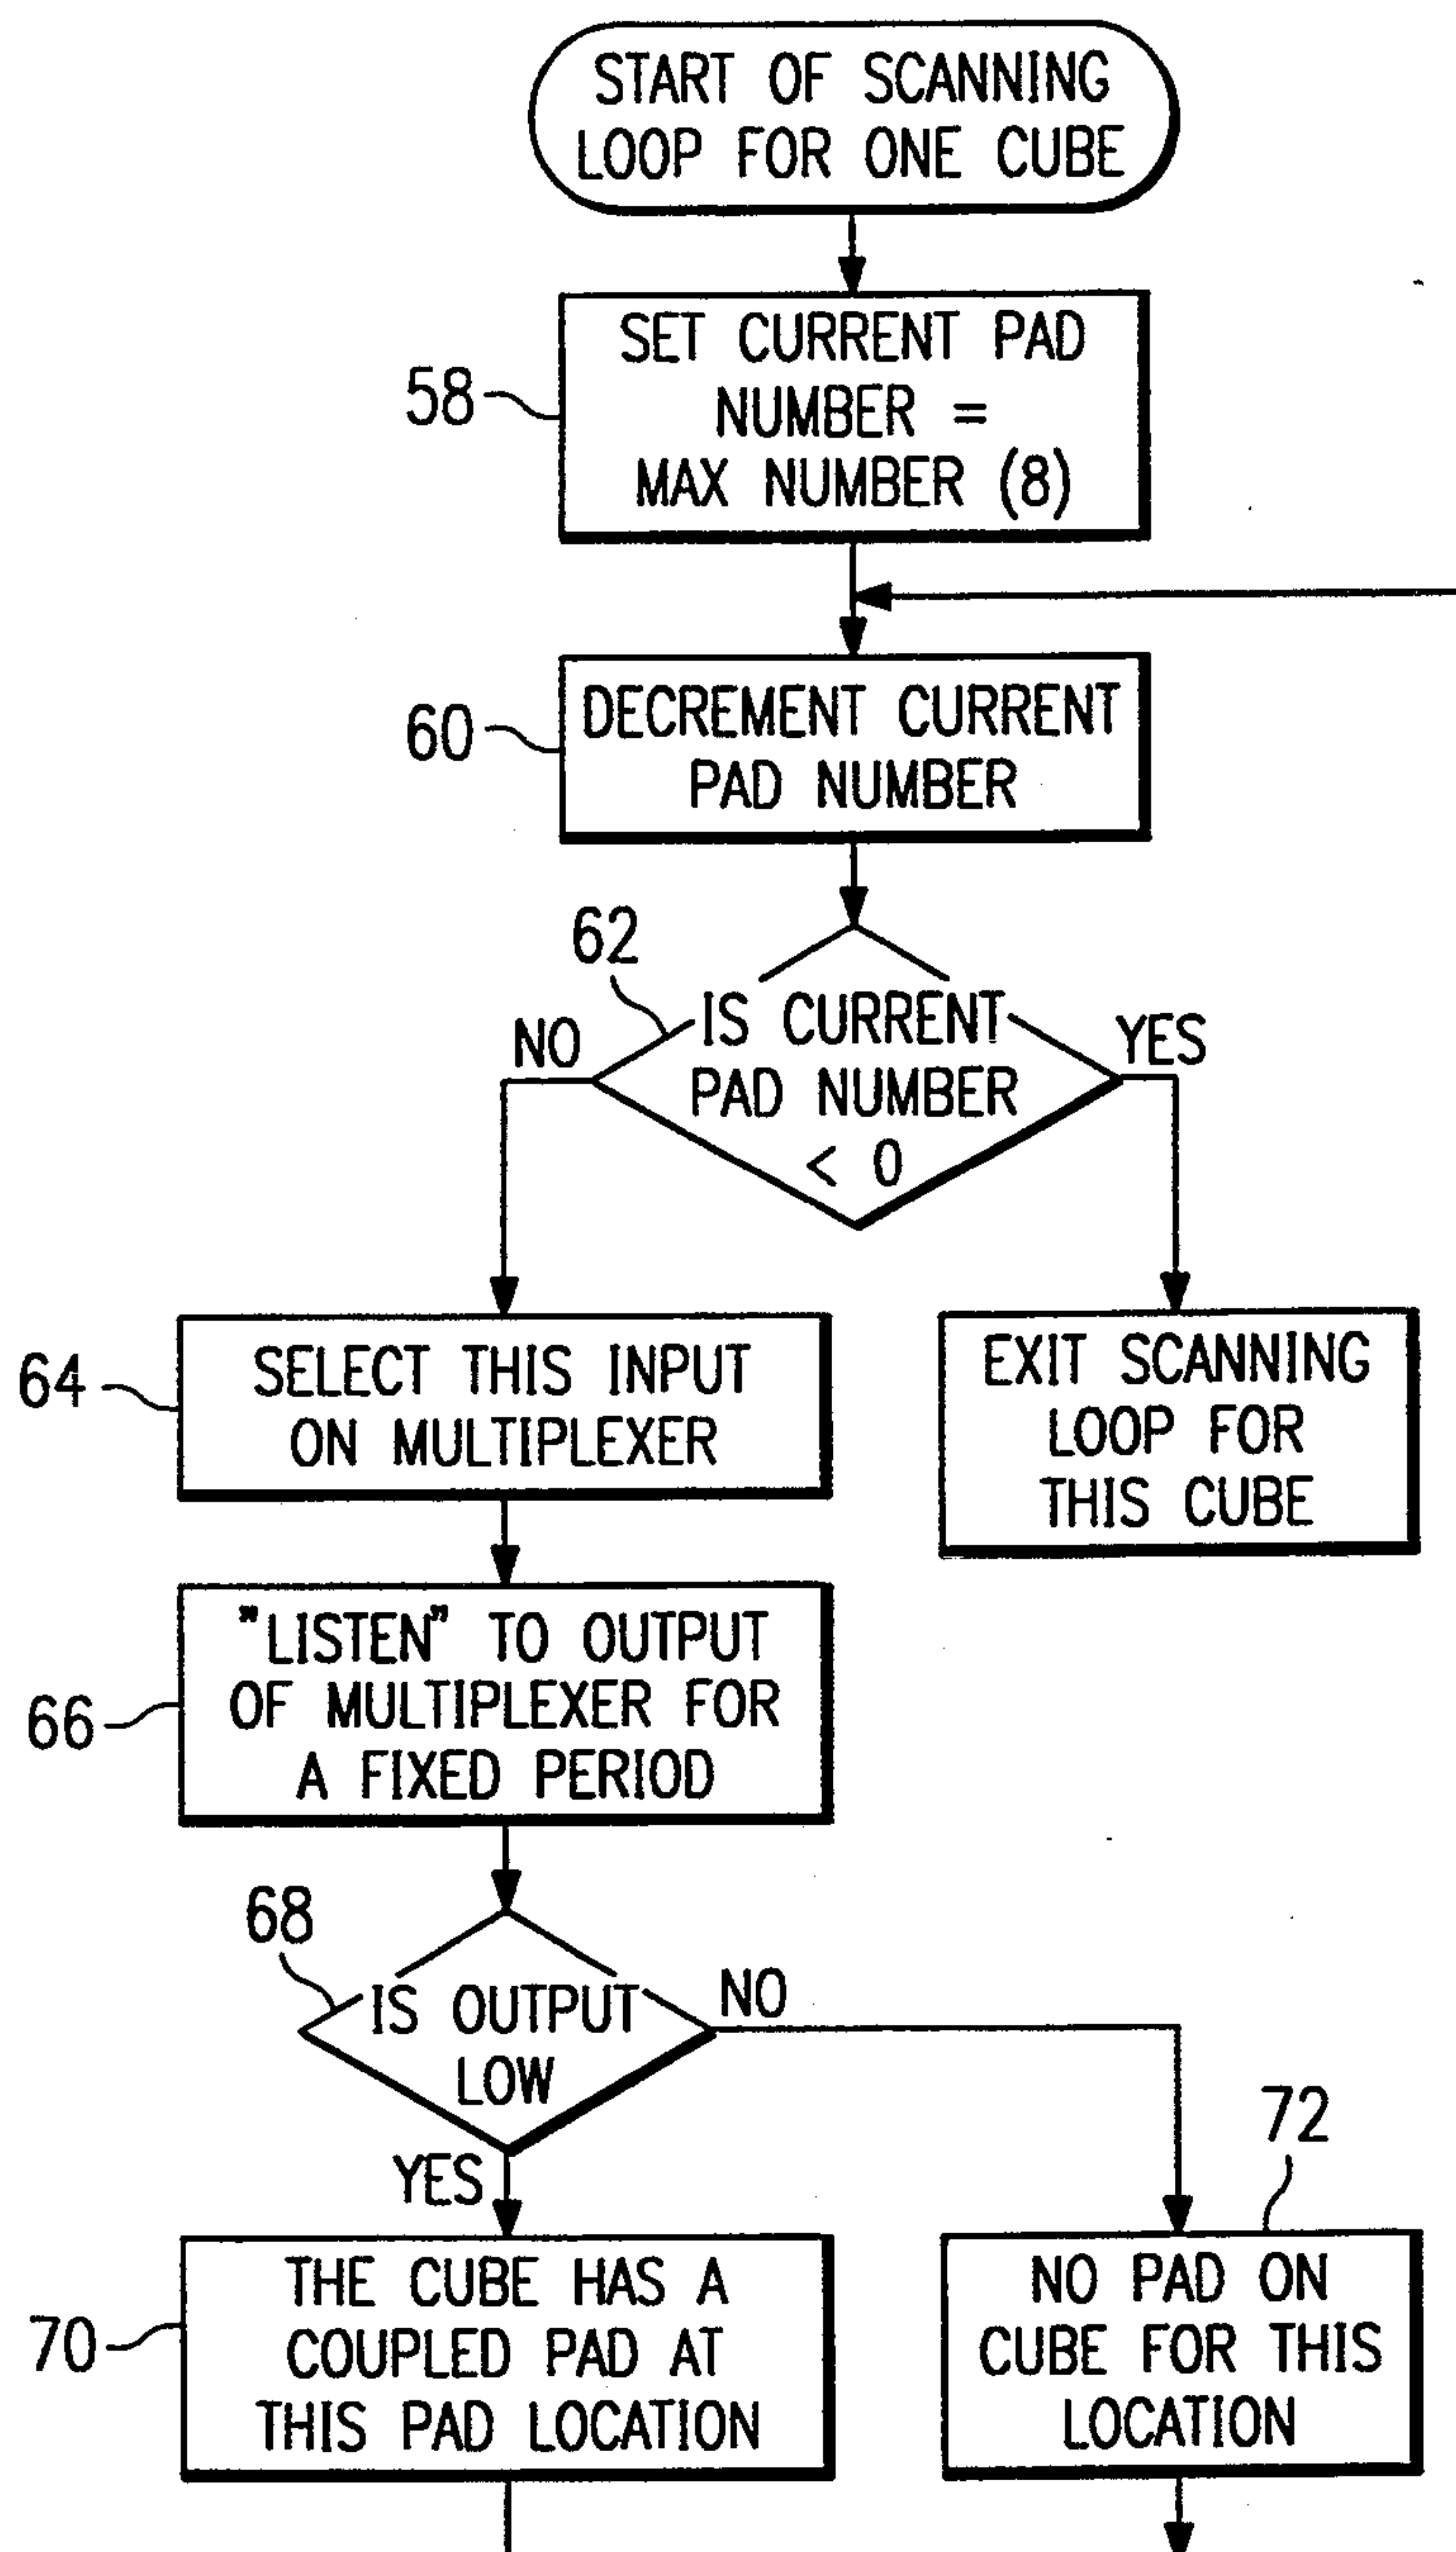 START OF SCANNING
LOOP FOR ONE CUBE
58
SET CURRENT PAD
NUMBER =
MAX NUMBER (8)
60
DECREMENT CURRENT
PAD NUMBER
62
NO
IS CURRENT
PAD NUMBER
< 0
YES
64
SELECT THIS INPUT
ON MULTIPLEXER
EXIT SCANNING
LOOP FOR
THIS CUBE
66
"LISTEN" TO OUTPUT
OF MULTIPLEXER FOR
A FIXED PERIOD
68
IS OUTPUT
LOW
NO
YES
72
70
THE CUBE HAS A
COUPLED PAD AT
THIS PAD LOCATION
NO PAD ON
CUBE FOR THIS
LOCATION